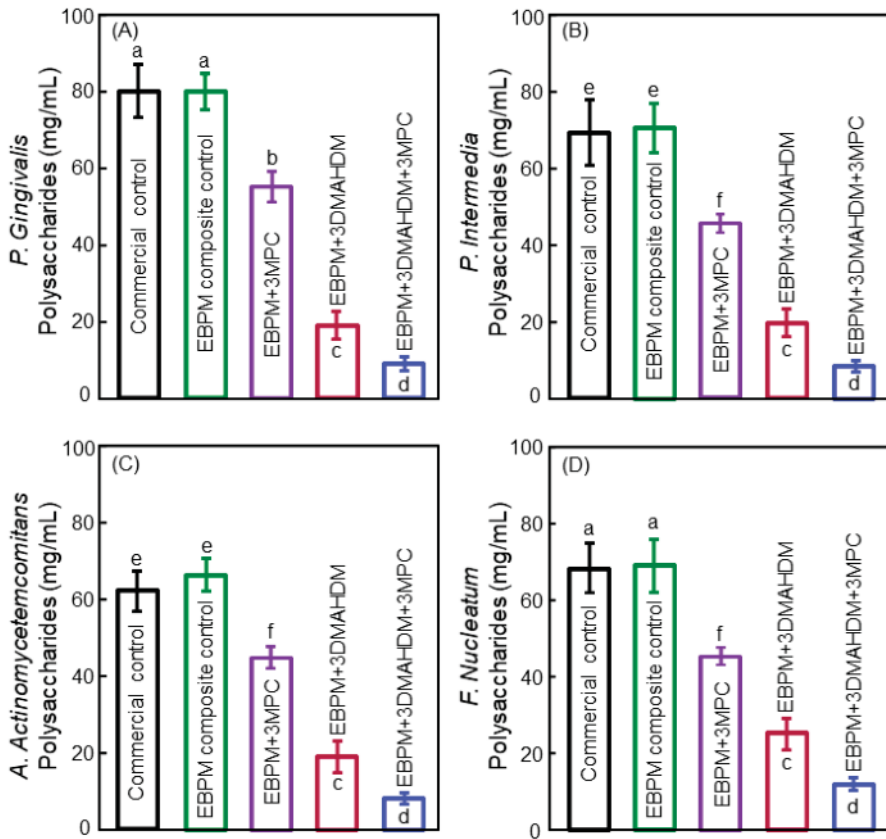 (A)
P. Gingivalis
Polysaccharides (mg/mL)
100
80
60
40
20
0
a
a
b
c
d
Commercial control
EBPM composite control
EBPM+3MPC
EBPM+3DMAHDM
EBPM+3DMAHDM+3MPC
(B)
P. Intermedia
Polysaccharides (mg/mL)
100
80
60
40
20
0
e
e
f
c
d
Commercial control
EBPM composite control
EBPM+3MPC
EBPM+3DMAHDM
EBPM+3DMAHDM+3MPC
(C)
A. Actinomycetemcomitans
Polysaccharides (mg/mL)
100
80
60
40
20
0
e
e
f
c
d
Commercial control
EBPM composite control
EBPM+3MPC
EBPM+3DMAHDM
EBPM+3DMAHDM+3MPC
(D)
F. Nucleatum
Polysaccharides (mg/mL)
100
80
60
40
20
0
a
a
f
c
d
Commercial control
EBPM composite control
EBPM+3MPC
EBPM+3DMAHDM
EBPM+3DMAHDM+3MPC